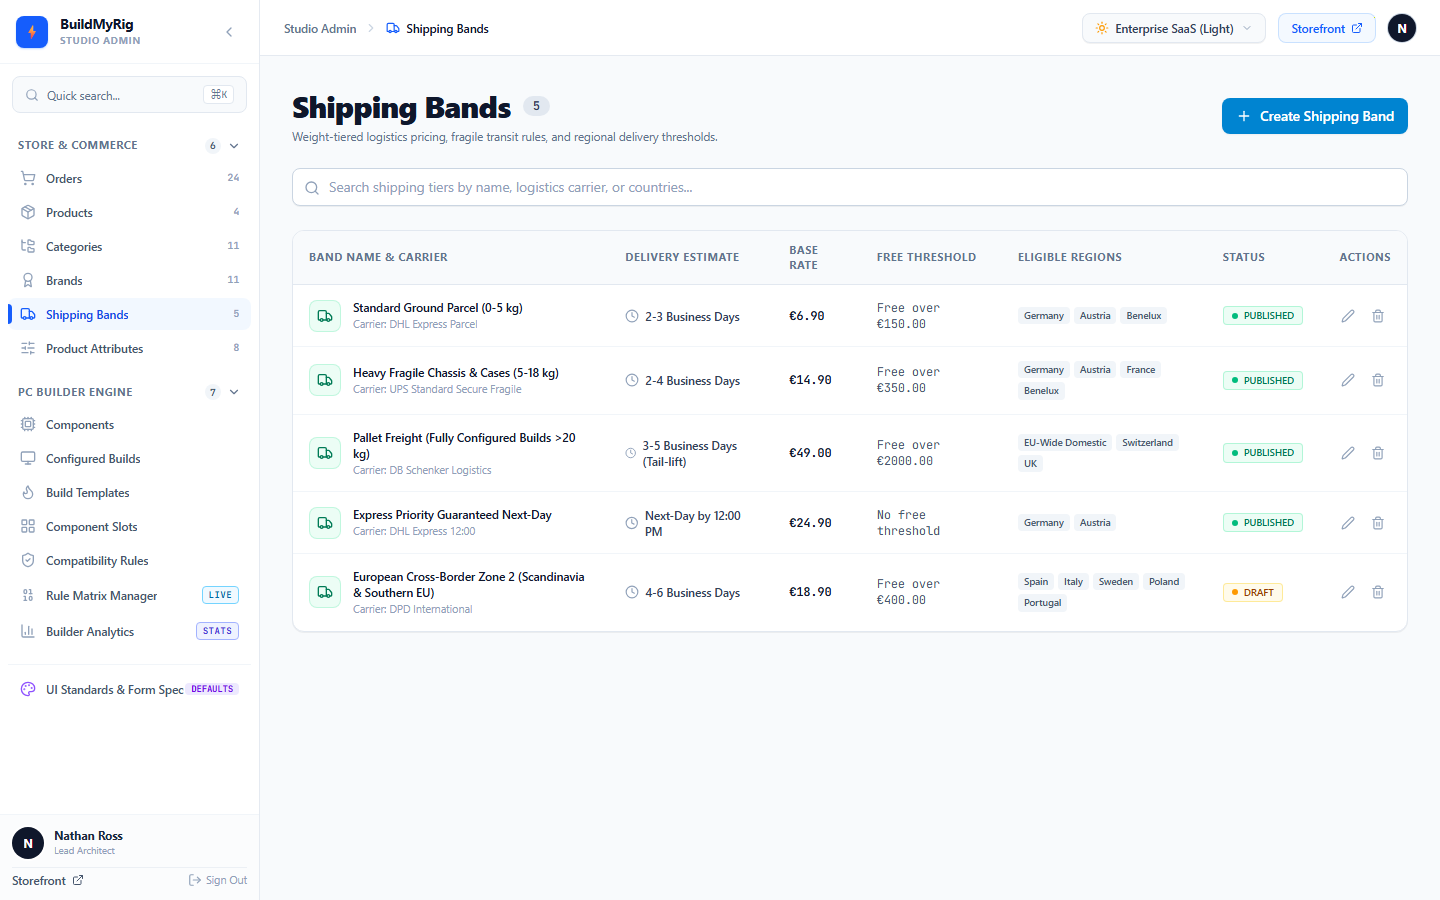 BuildMyRig
STUDIO ADMIN
Quick search...
⌘K
STORE & COMMERCE
6
Orders
24
Products
4
Categories
11
Brands
11
Shipping Bands
5
Product Attributes
8
PC BUILDER ENGINE
7
Components
Configured Builds
Build Templates
Component Slots
Compatibility Rules
Rule Matrix Manager
LIVE
Builder Analytics
STATS
UI Standards & Form Spec
DEFAULTS
N
Nathan Ross
Lead Architect
Storefront
Sign Out
Studio Admin
Shipping Bands
Enterprise SaaS (Light)
Storefront
N
Shipping Bands
5
Weight-tiered logistics pricing, fragile transit rules, and regional delivery thresholds.
Create Shipping Band
Search shipping tiers by name, logistics carrier, or countries...
BAND NAME & CARRIER
DELIVERY ESTIMATE
BASE
RATE
FREE THRESHOLD
ELIGIBLE REGIONS
STATUS
ACTIONS
Standard Ground Parcel (0-5 kg)
Carrier: DHL Express Parcel
2-3 Business Days
€6.90
Free over
€150.00
Germany Austria Benelux
PUBLISHED
Heavy Fragile Chassis & Cases (5-18 kg)
Carrier: UPS Standard Secure Fragile
2-4 Business Days
€14.90
Free over
€350.00
Germany Austria France
Benelux
PUBLISHED
Pallet Freight (Fully Configured Builds >20
kg)
Carrier: DB Schenker Logistics
3-5 Business Days
(Tail-lift)
€49.00
Free over
€2000.00
EU-Wide Domestic Switzerland
UK
PUBLISHED
Express Priority Guaranteed Next-Day
Carrier: DHL Express 12:00
Next-Day by 12:00
PM
€24.90
No free
threshold
Germany Austria
PUBLISHED
European Cross-Border Zone 2 (Scandinavia
& Southern EU)
Carrier: DPD International
4-6 Business Days
€18.90
Free over
€400.00
Spain Italy Sweden Poland
Portugal
DRAFT